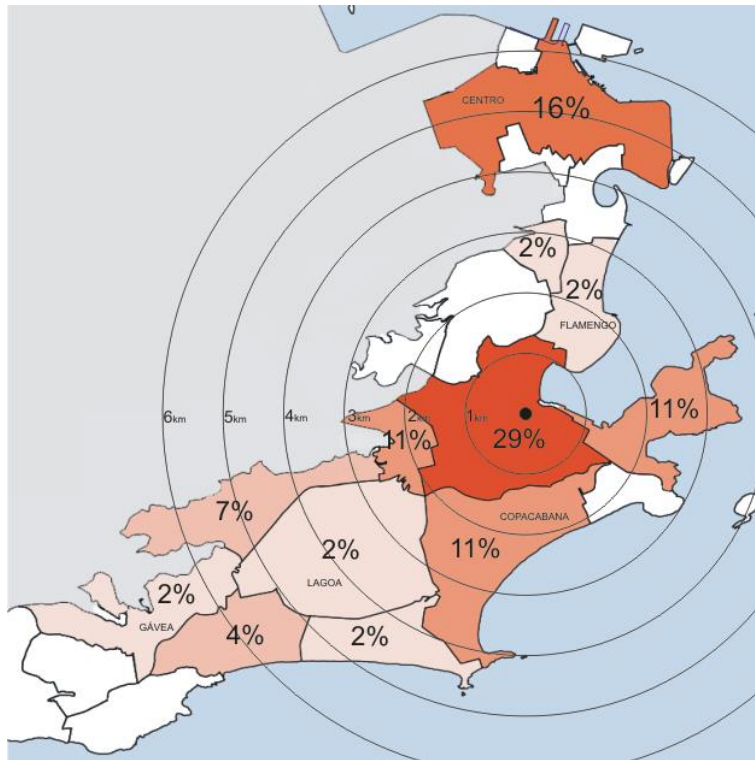 CENTRO
16%
2%
2%
FLAMENGO
6km
5km
4km
3km
2km
1km
11%
29%
11%
COPACABANA
7%
11%
2%
LAGOA
2%
GÁVEA
4%
2%